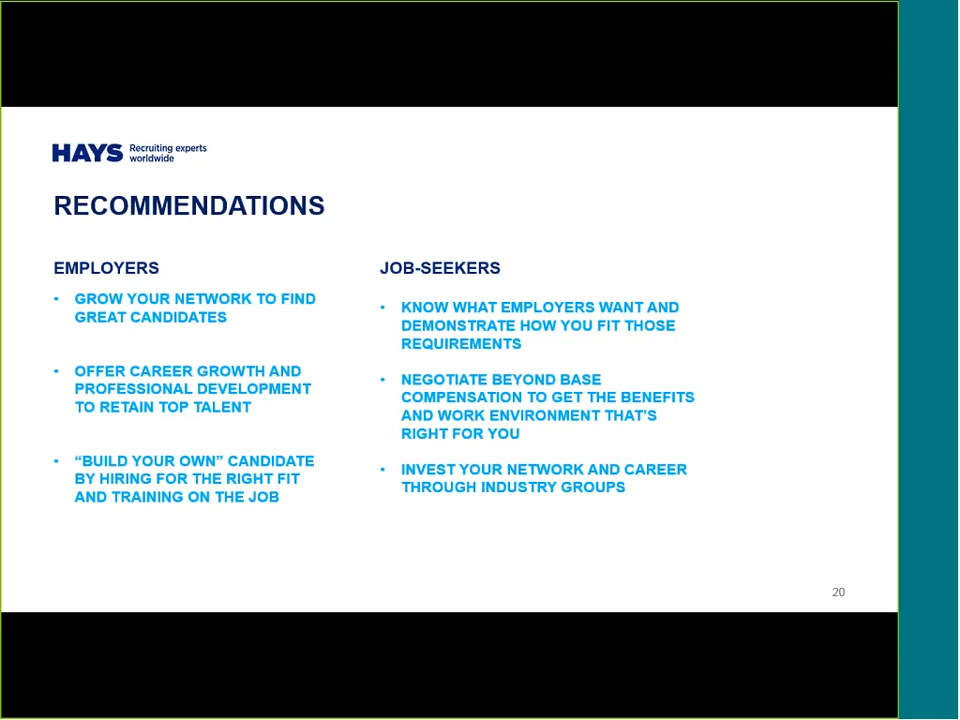 HAYS Recruiting experts
worldwide
RECOMMENDATIONS
EMPLOYERS
• GROW YOUR NETWORK TO FIND
GREAT CANDIDATES
• OFFER CAREER GROWTH AND
PROFESSIONAL DEVELOPMENT
TO RETAIN TOP TALENT
• “BUILD YOUR OWN” CANDIDATE
BY HIRING FOR THE RIGHT FIT
AND TRAINING ON THE JOB
JOB-SEEKERS
• KNOW WHAT EMPLOYERS WANT AND
DEMONSTRATE HOW YOU FIT THOSE
REQUIREMENTS
• NEGOTIATE BEYOND BASE
COMPENSATION TO GET THE BENEFITS
AND WORK ENVIRONMENT THAT’S
RIGHT FOR YOU
• INVEST YOUR NETWORK AND CAREER
THROUGH INDUSTRY GROUPS
20